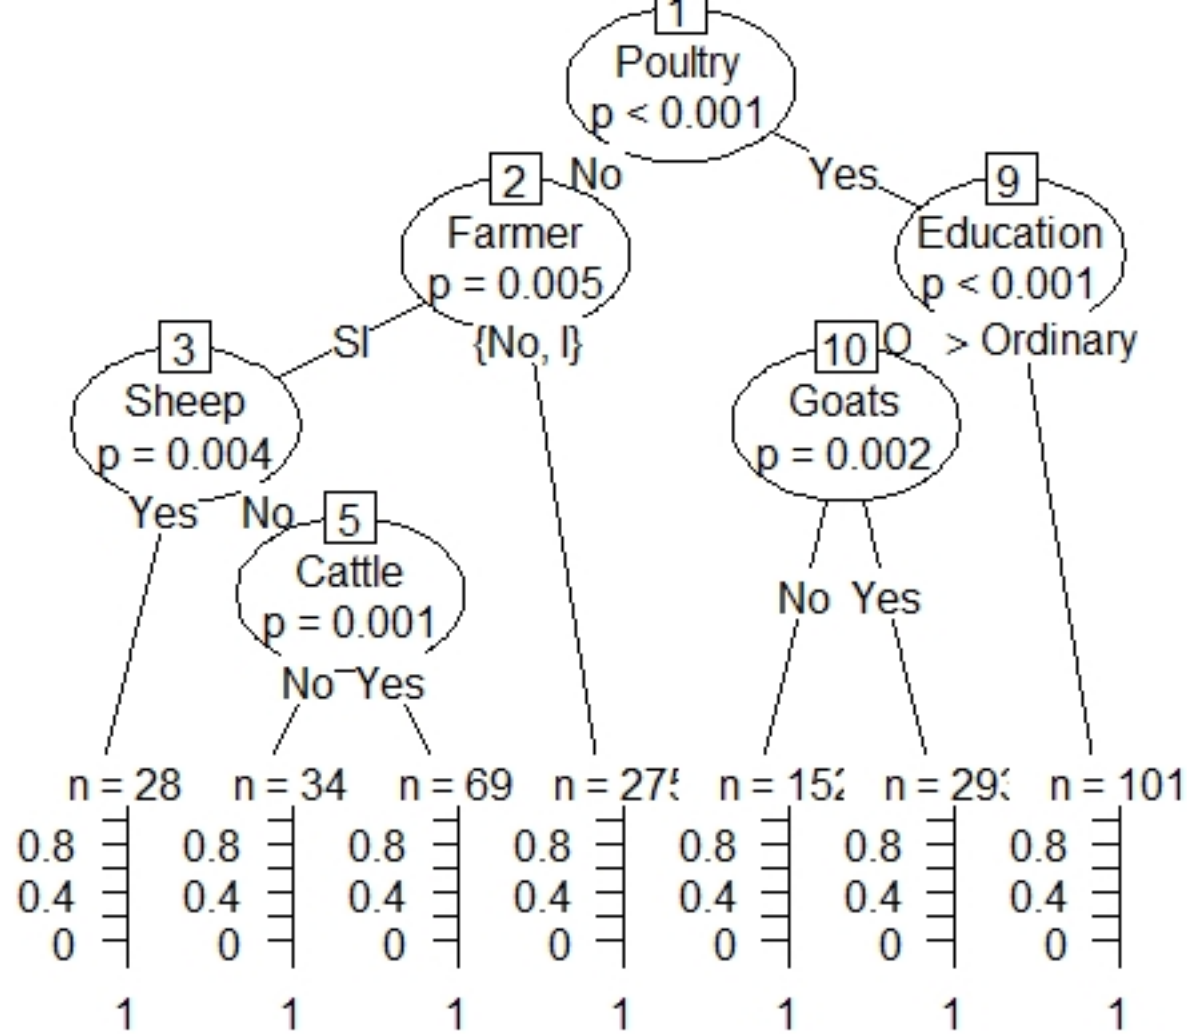 1
Poultry
p < 0.001
No
Yes
2
Farmer
p = 0.005
9
Education
p < 0.001
SI
{No, I}
> Ordinary
3
Sheep
p = 0.004
10
Goats
p = 0.002
Yes
No
5
Cattle
p = 0.001
No Yes
No Yes
n = 28
n = 34
n = 69
n = 275
n = 152
n = 293
n = 101
0.8 0.8 0.8 0.8 0.8 0.8 0.8
0.4 0.4 0.4 0.4 0.4 0.4 0.4
0 0 0 0 0 0 0
1 1 1 1 1 1 1